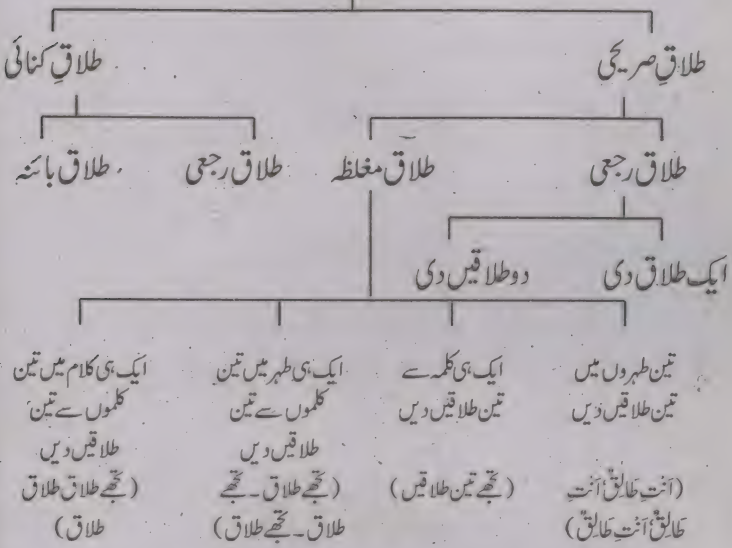 طلاقِ صریحی
طلاقِ کنائی
طلاق رجعی
طلاق مغلظہ
طلاق رجعی
طلاق بائنہ
ایک طلاق دی
دو طلاقیں دی
تین طہروں میں
تین طلاقیں دیں
(اَنْتِ طَالِقٌ اَنْتِ
طَالِقٌ اَنْتِ طَالِقٌ)
ایک ہی کلمہ سے
تین طلاقیں دیں
(تجھے تین طلاقیں)
ایک ہی طہر میں تین
کلموں سے تین
طلاقیں دیں
(تجھے طلاق۔ تجھے
طلاق۔ تجھے طلاق)
ایک ہی کلام میں تین
کلموں سے تین
طلاقیں دیں
(تجھے طلاق طلاق
طلاق)